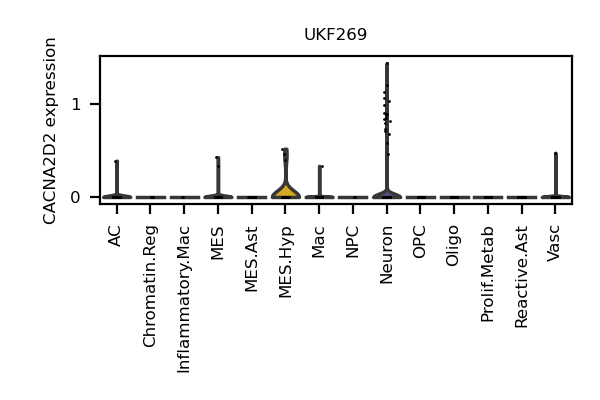 UKF269
CACNA2D2 expression
1
0
AC
Chromatin.Reg
Inflammatory.Mac
MES
MES.Ast
MES.Hyp
Mac
NPC
Neuron
OPC
Oligo
Prolif.Metab
Reactive.Ast
Vasc